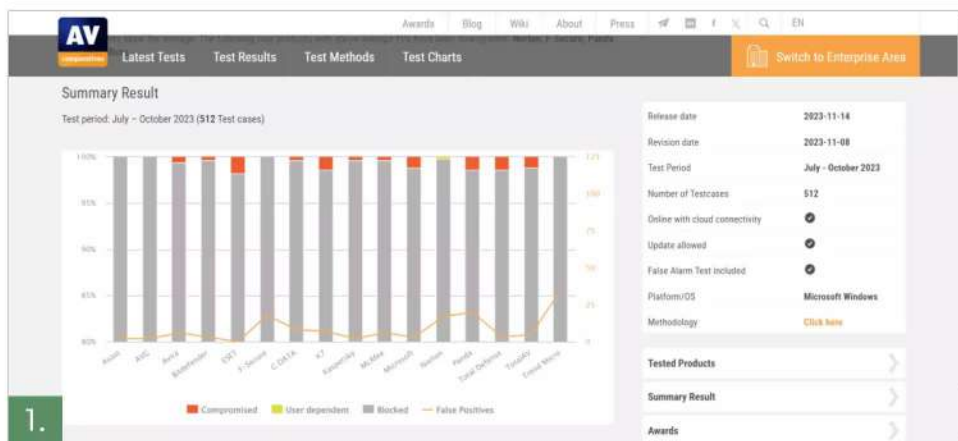 Awards Blog Wiki About Press EN
AV
comparatives
Latest Tests Test Results Test Methods Test Charts
Switch to Enterprise Area
Summary Result
Test period: July – October 2023 (512 Test cases)
100%
95%
90%
85%
80%
125
100
75
50
25
0
Avast AVG Avira Bitdefender ESET F-Secure G DATA K7 Kaspersky McAfee Microsoft Norton Panda Total Defense TotalAV Trend Micro
Compromised User dependent Blocked False Positives
Release date 2023-11-14
Revision date 2023-11-08
Test Period July - October 2023
Number of Testcases 512
Online with cloud connectivity
Update allowed
False Alarm Test included
Platform/OS Microsoft Windows
Methodology Click here
Tested Products
Summary Result
Awards
1.